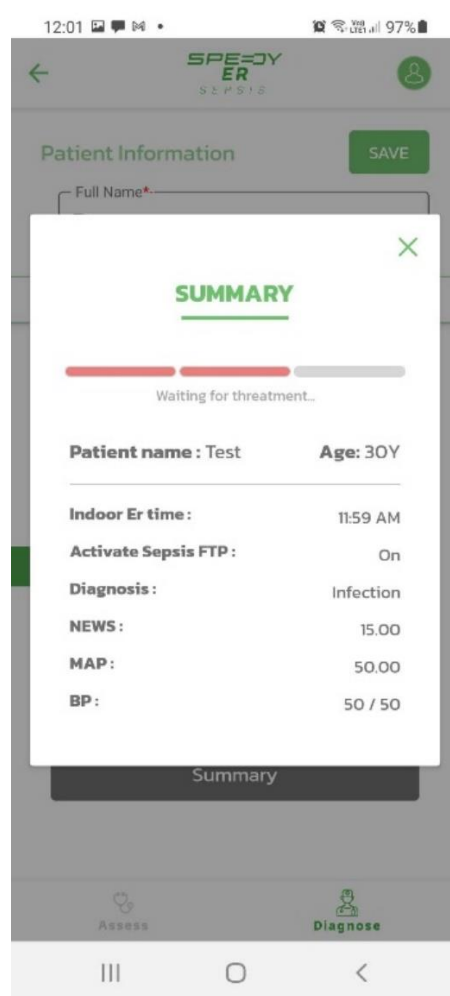 12:01
97%
SPEEDY
ER
SEPSIS
Patient Information
SAVE
Full Name*
SUMMARY
Waiting for threatment...
Patient name : Test Age: 30Y
Indoor Er time : 11:59 AM
Activate Sepsis FTP : On
Diagnosis : Infection
NEWS : 15.00
MAP : 50.00
BP : 50 / 50
Summary
Assess
Diagnose